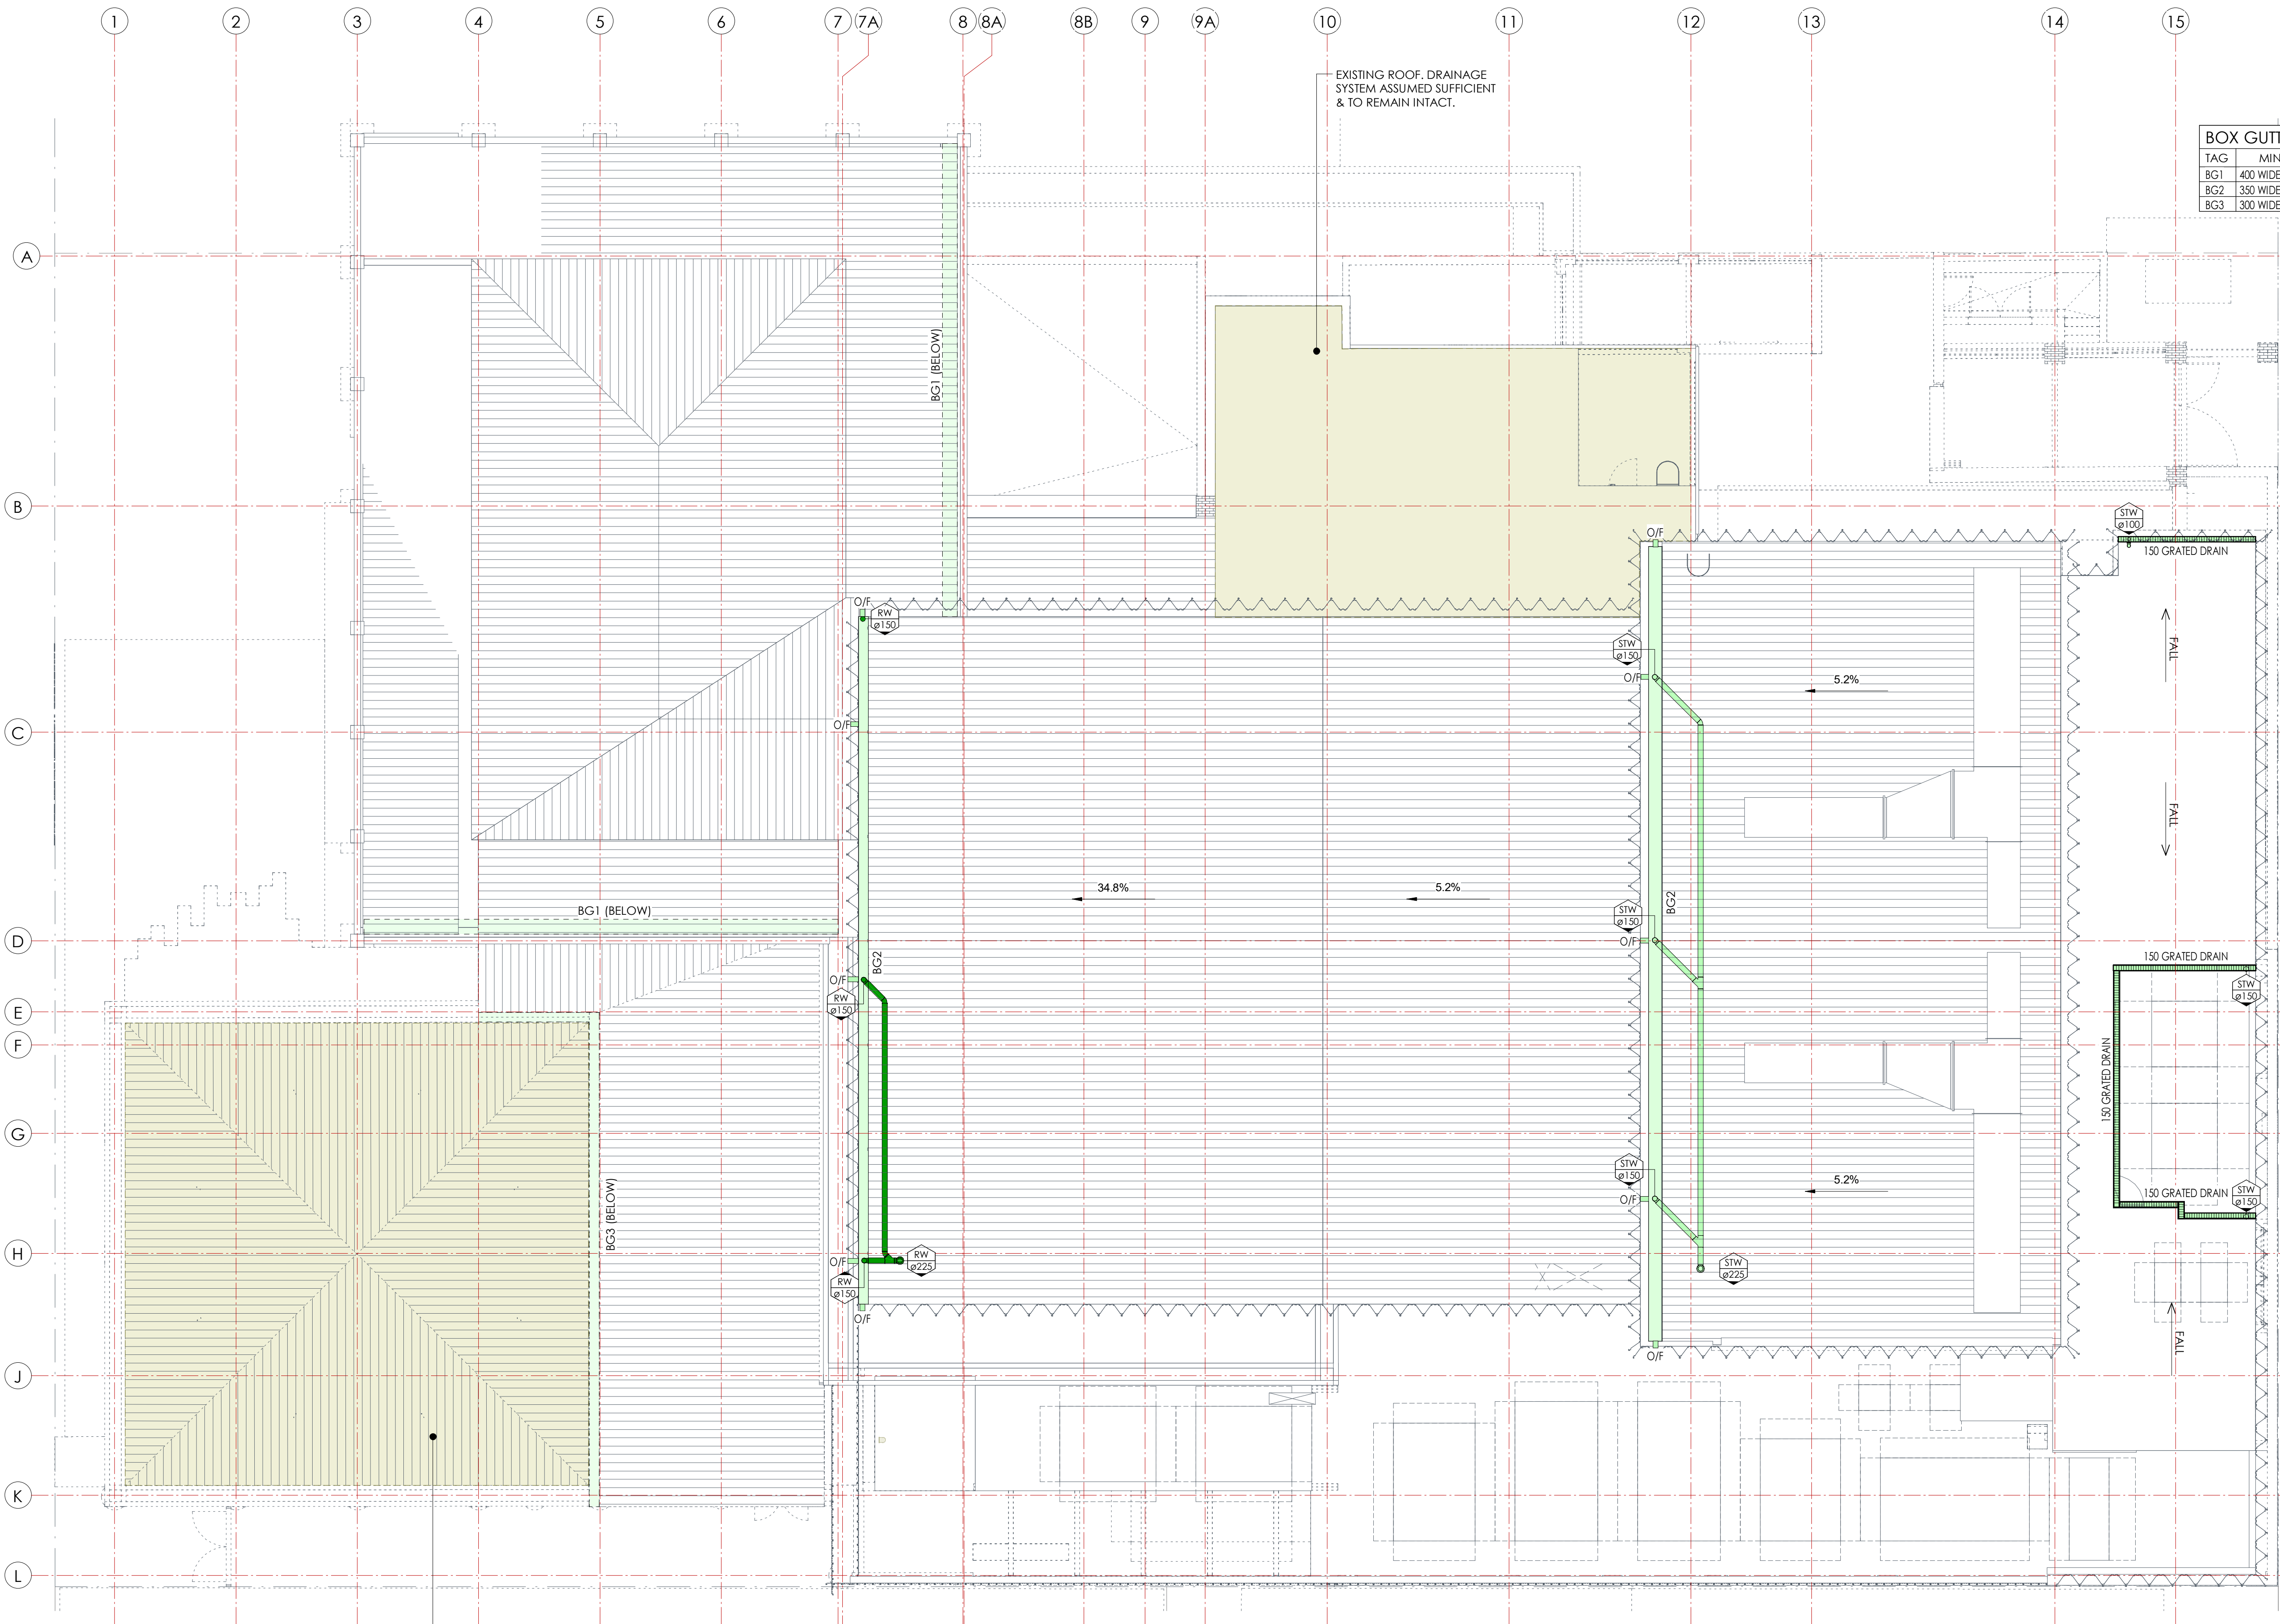 1 2 3 4 5 6 7 7A 8 8A 8B 9 9A 10 11 12 13 14 15
EXISTING ROOF. DRAINAGE
SYSTEM ASSUMED SUFFICIENT
& TO REMAIN INTACT.
TAG
BG1 400 WIDE
BG2 350 WIDE
BG3 300 WIDE
BOX
MIN
A
BG1 (BELOW)
B
STW
ø100
150 GRATED DRAIN
O/F
O/F
RW
ø150
STW
ø150
O/F
5.2%
FALL
C
O/F
FALL
34.8%
5.2%
BG2
BG1 (BELOW)
STW
ø150
D
O/F
150 GRATED DRAIN
BG2
O/F
STW
ø150
RW
ø150
E
F
150 GRATED DRAIN
G
STW
ø150
5.2%
BG3 (BELOW)
O/F
150 GRATED DRAIN
STW
ø150
H
O/F
RW
ø225
STW
ø225
RW
ø150
O/F
O/F
FALL
J
K
L